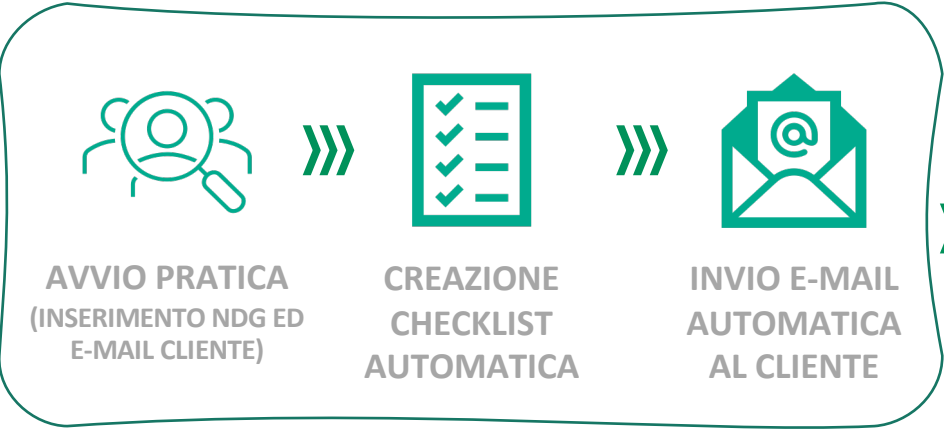 AVVIO PRATICA
(INSERIMENTO NDG ED
E-MAIL CLIENTE)
CREAZIONE
CHECKLIST
AUTOMATICA
@
INVIO E-MAIL
AUTOMATICA
AL CLIENTE